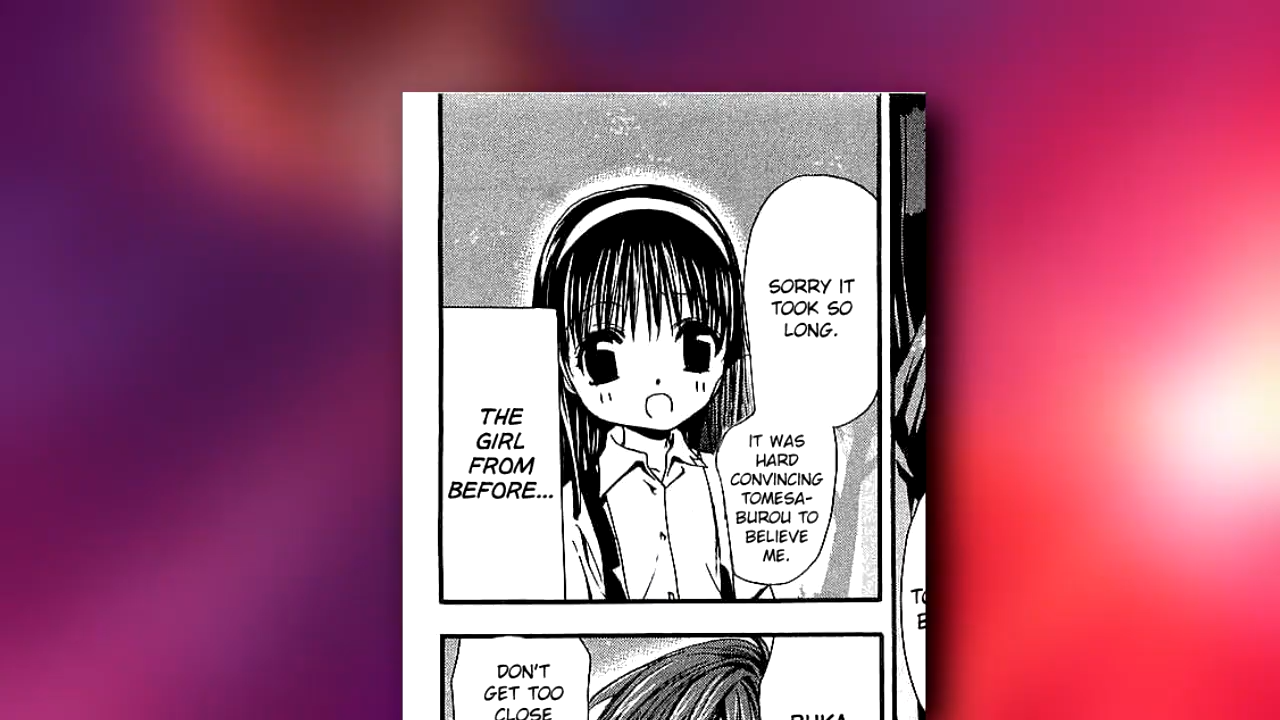 SORRY IT
TOOK SO
LONG.
IT WAS
HARD
CONVINCING
TOMESA-
BUROU TO
BELIEVE
ME.
THE
GIRL
FROM
BEFORE...
DON'T
GET TOO
CLOSE